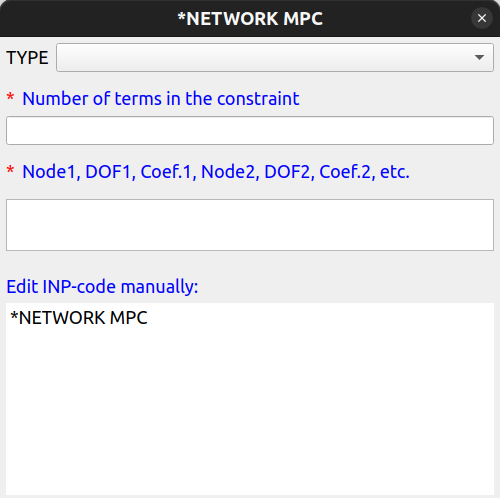 *NETWORK MPC
TYPE
* Number of terms in the constraint
* Node1, DOF1, Coef.1, Node2, DOF2, Coef.2, etc.
Edit INP-code manually:
*NETWORK MPC